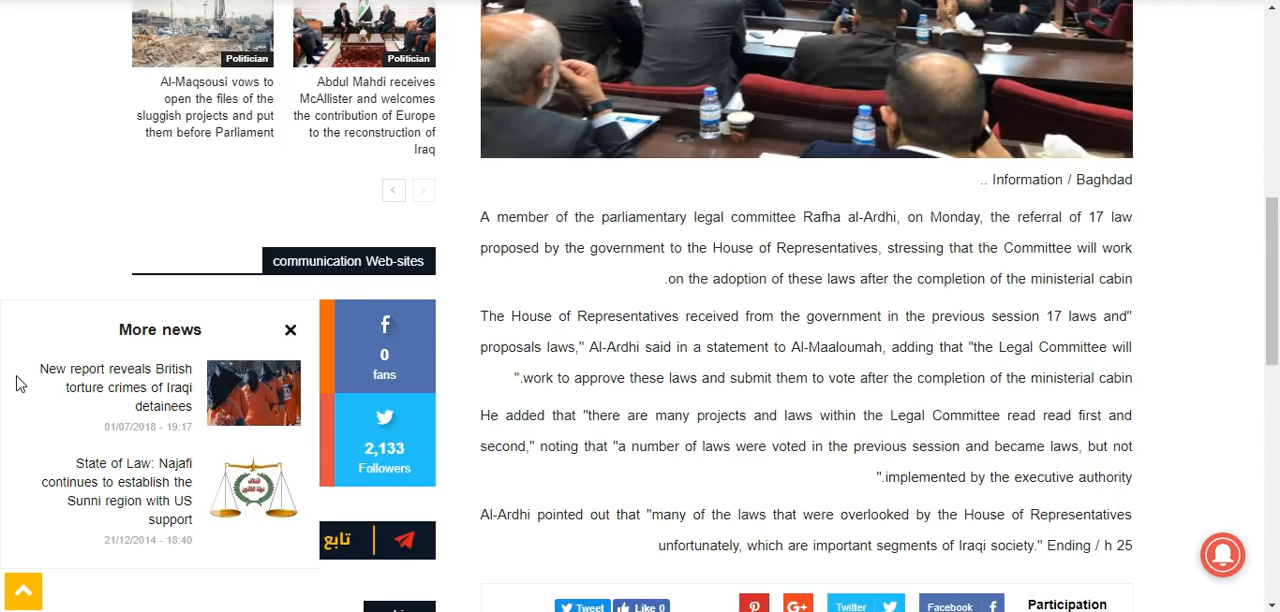 Politician
Politician
Al-Maqsousi vows to
open the files of the
sluggish projects and put
them before Parliament
Abdul Mahdi receives
McAllister and welcomes
the contribution of Europe
to the reconstruction of
Iraq
communication Web-sites
More news
New report reveals British
torture crimes of Iraqi
detainees
01/07/2018 - 19:17
State of Law: Najafi
continues to establish the
Sunni region with US
support
21/12/2014 - 18:40
0
fans
2,133
Followers
تابع
.. Information / Baghdad
A member of the parliamentary legal committee Rafha al-Ardhi, on Monday, the referral of 17 law
proposed by the government to the House of Representatives, stressing that the Committee will work
.on the adoption of these laws after the completion of the ministerial cabin
The House of Representatives received from the government in the previous session 17 laws and"
proposals laws," Al-Ardhi said in a statement to Al-Maaloumah, adding that "the Legal Committee will
".work to approve these laws and submit them to vote after the completion of the ministerial cabin
He added that "there are many projects and laws within the Legal Committee read read first and
second," noting that "a number of laws were voted in the previous session and became laws, but not
".implemented by the executive authority
Al-Ardhi pointed out that "many of the laws that were overlooked by the House of Representatives
unfortunately, which are important segments of Iraqi society." Ending / h 25
Tweet
Like 0
G+
Twitter
Facebook
Participation